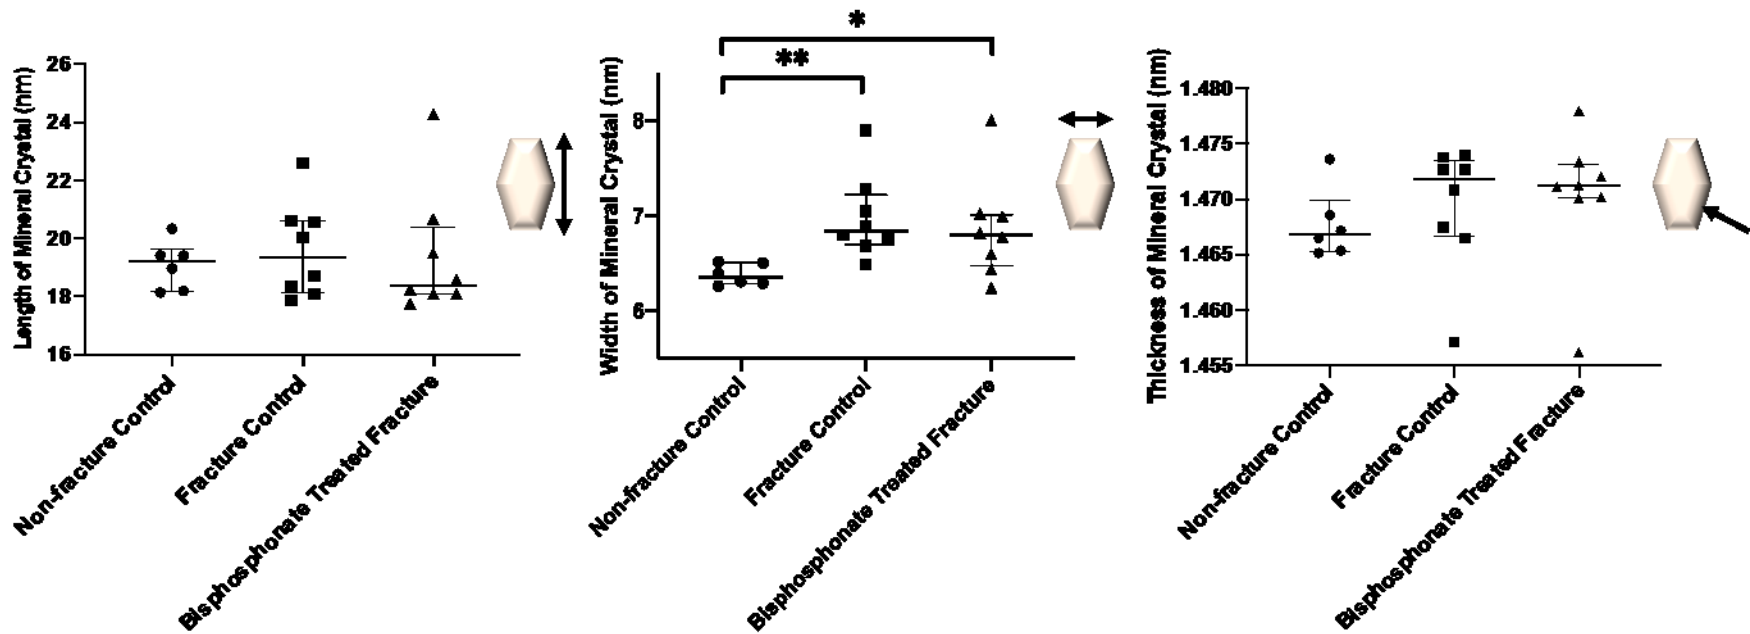 Length of Mineral Crystal (nm)
26
24
22
20
18
16
Non-fracture Control
Fracture Control
Bisphosphonate Treated Fracture
Width of Mineral Crystal (nm)
8
7
6
*
**
Non-fracture Control
Fracture Control
Bisphosphonate Treated Fracture
Thickness of Mineral Crystal (nm)
1.480
1.475
1.470
1.465
1.460
1.455
Non-fracture Control
Fracture Control
Bisphosphonate Treated Fracture